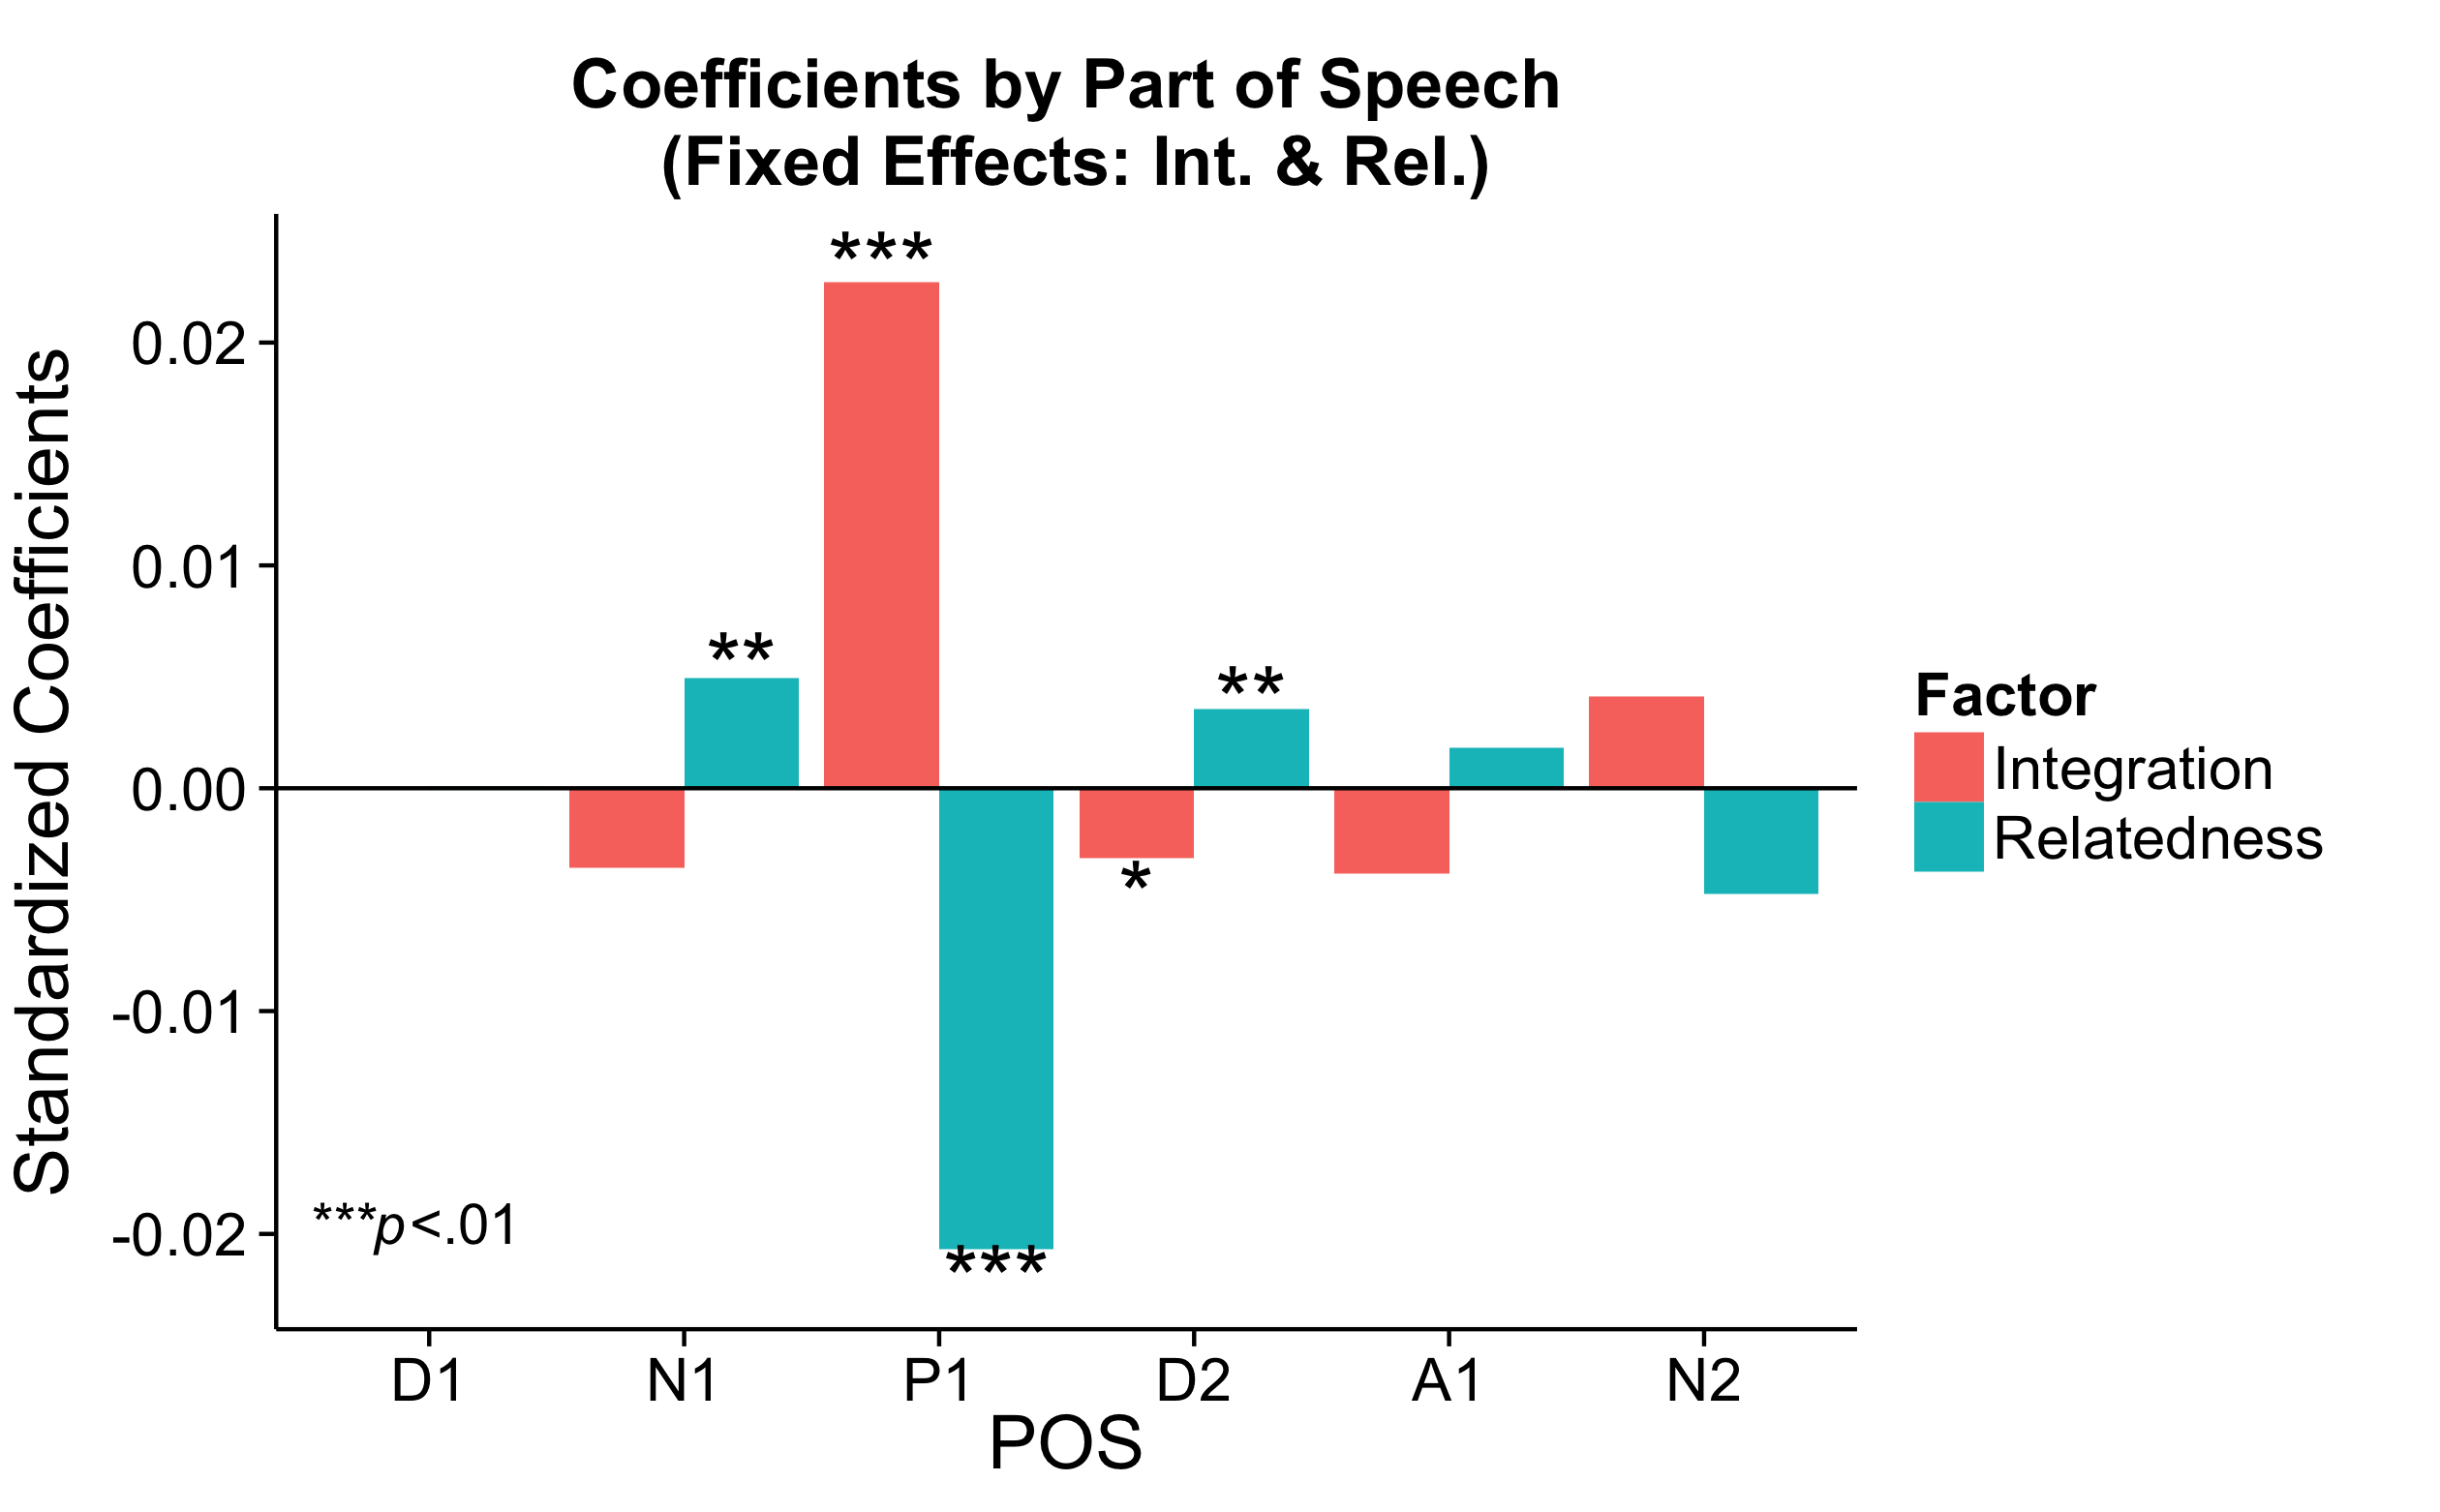 Coefficients by Part of Speech
(Fixed Effects: Int. & Rel.)
Standardized Coefficients
0.02
0.01
0.00
-0.01
-0.02
***
**
***
*
**
***p<.01
D1
N1
P1
D2
A1
N2
POS
Factor
Integration
Relatedness
***